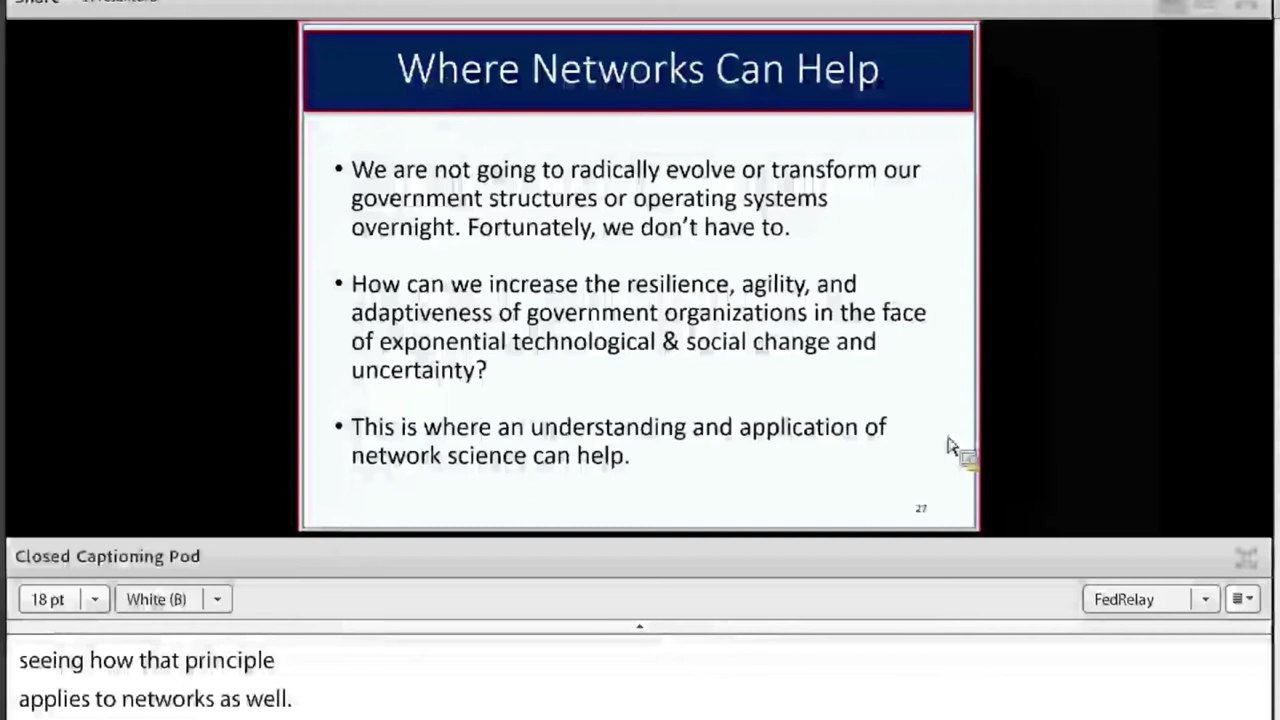 Where Networks Can Help
• We are not going to radically evolve or transform our
government structures or operating systems
overnight. Fortunately, we don’t have to.
• How can we increase the resilience, agility, and
adaptiveness of government organizations in the face
of exponential technological & social change and
uncertainty?
• This is where an understanding and application of
network science can help.
27
Closed Captioning Pod
18 pt
White (B)
FedRelay
seeing how that principle
applies to networks as well.